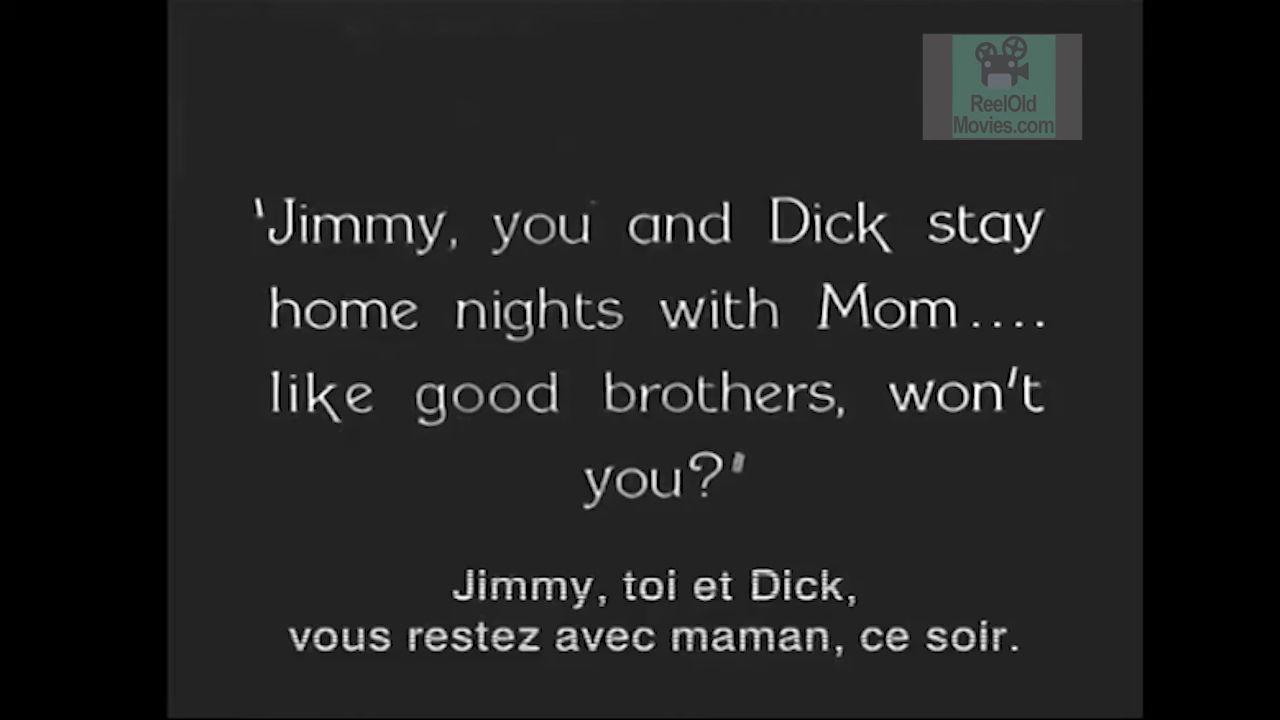 ReelOld
Movies.com
'Jimmy, you and Dick stay
home nights with Mom....
like good brothers, won't
you?"
Jimmy, toi et Dick,
vous restez avec maman, ce soir.